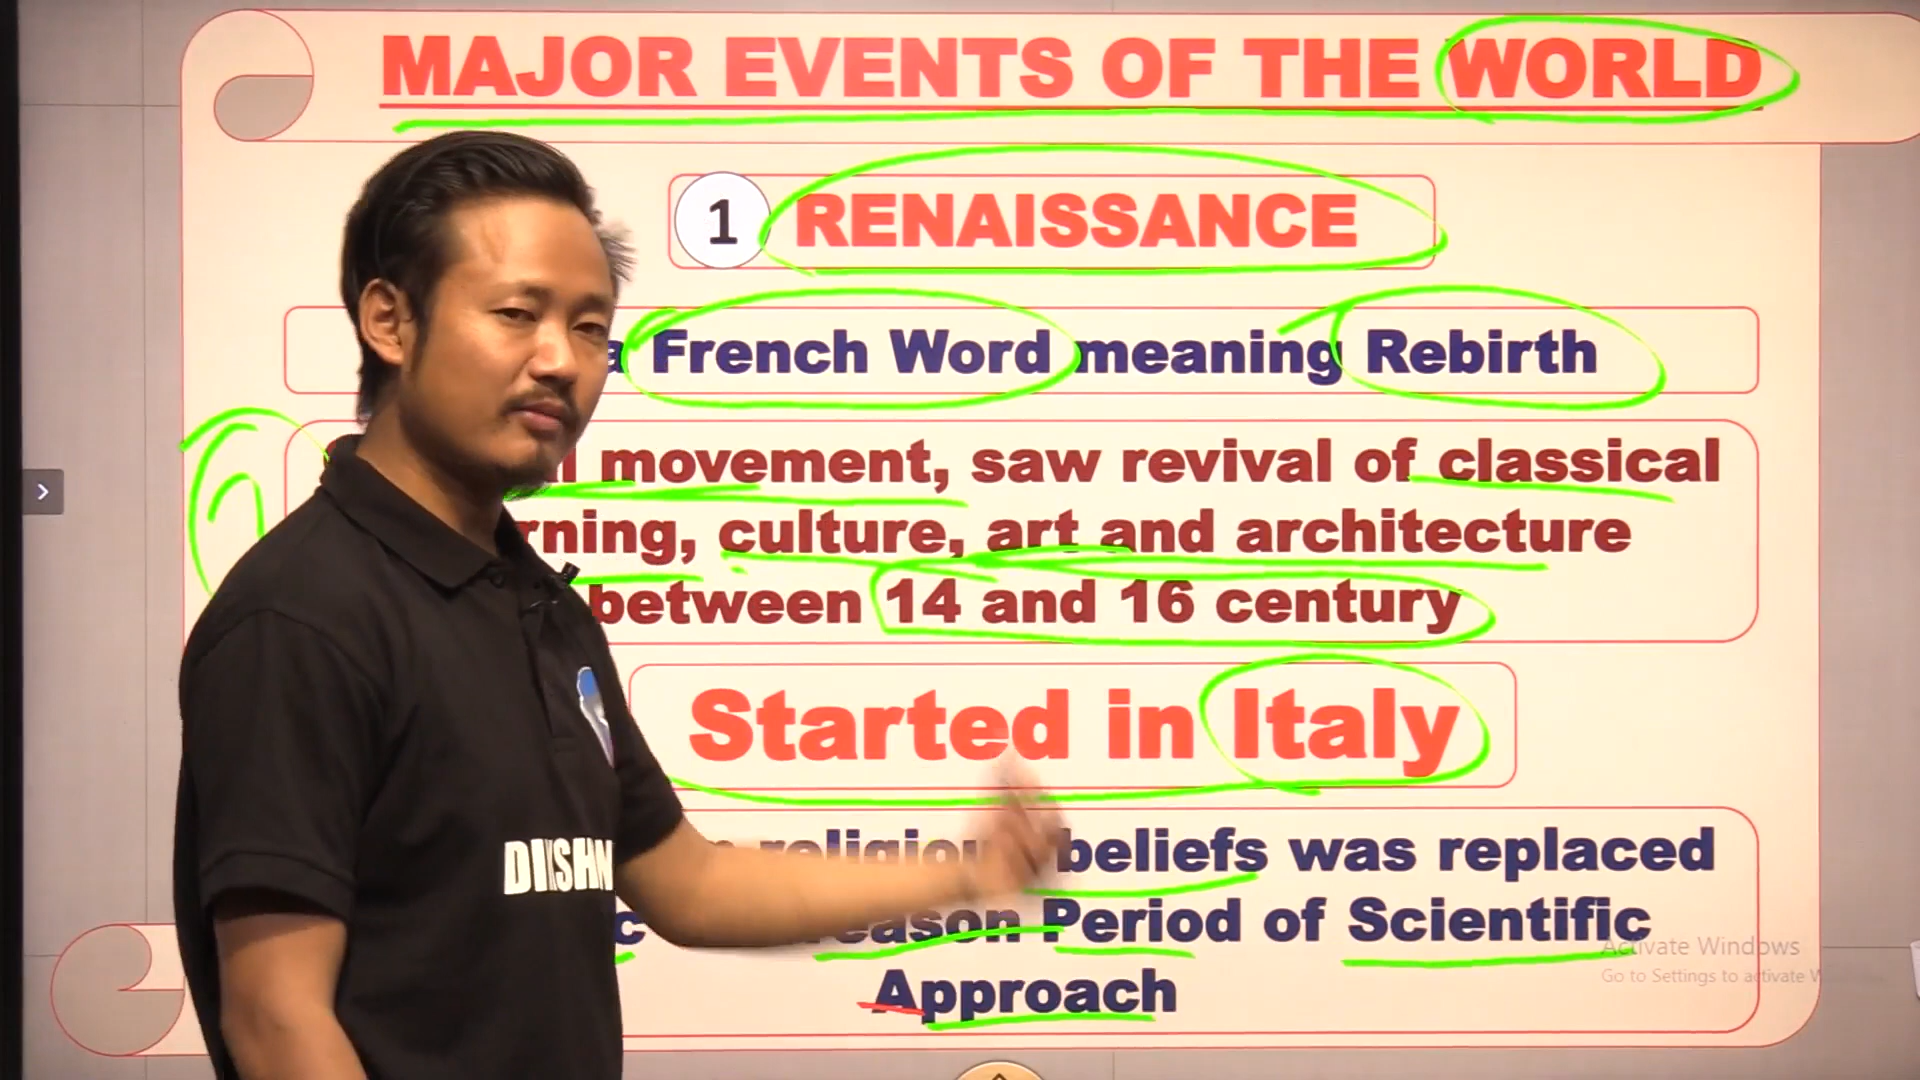 MAJOR EVENTS OF THE WORLD
1 RENAISSANCE
a French Word meaning Rebirth
movement, saw revival of classical
culture, art and architecture
between 14 and 16 century
Started in Italy
religious beliefs was replaced
Period of Scientific
Approach
Activate Windows
Go to Settings to activate